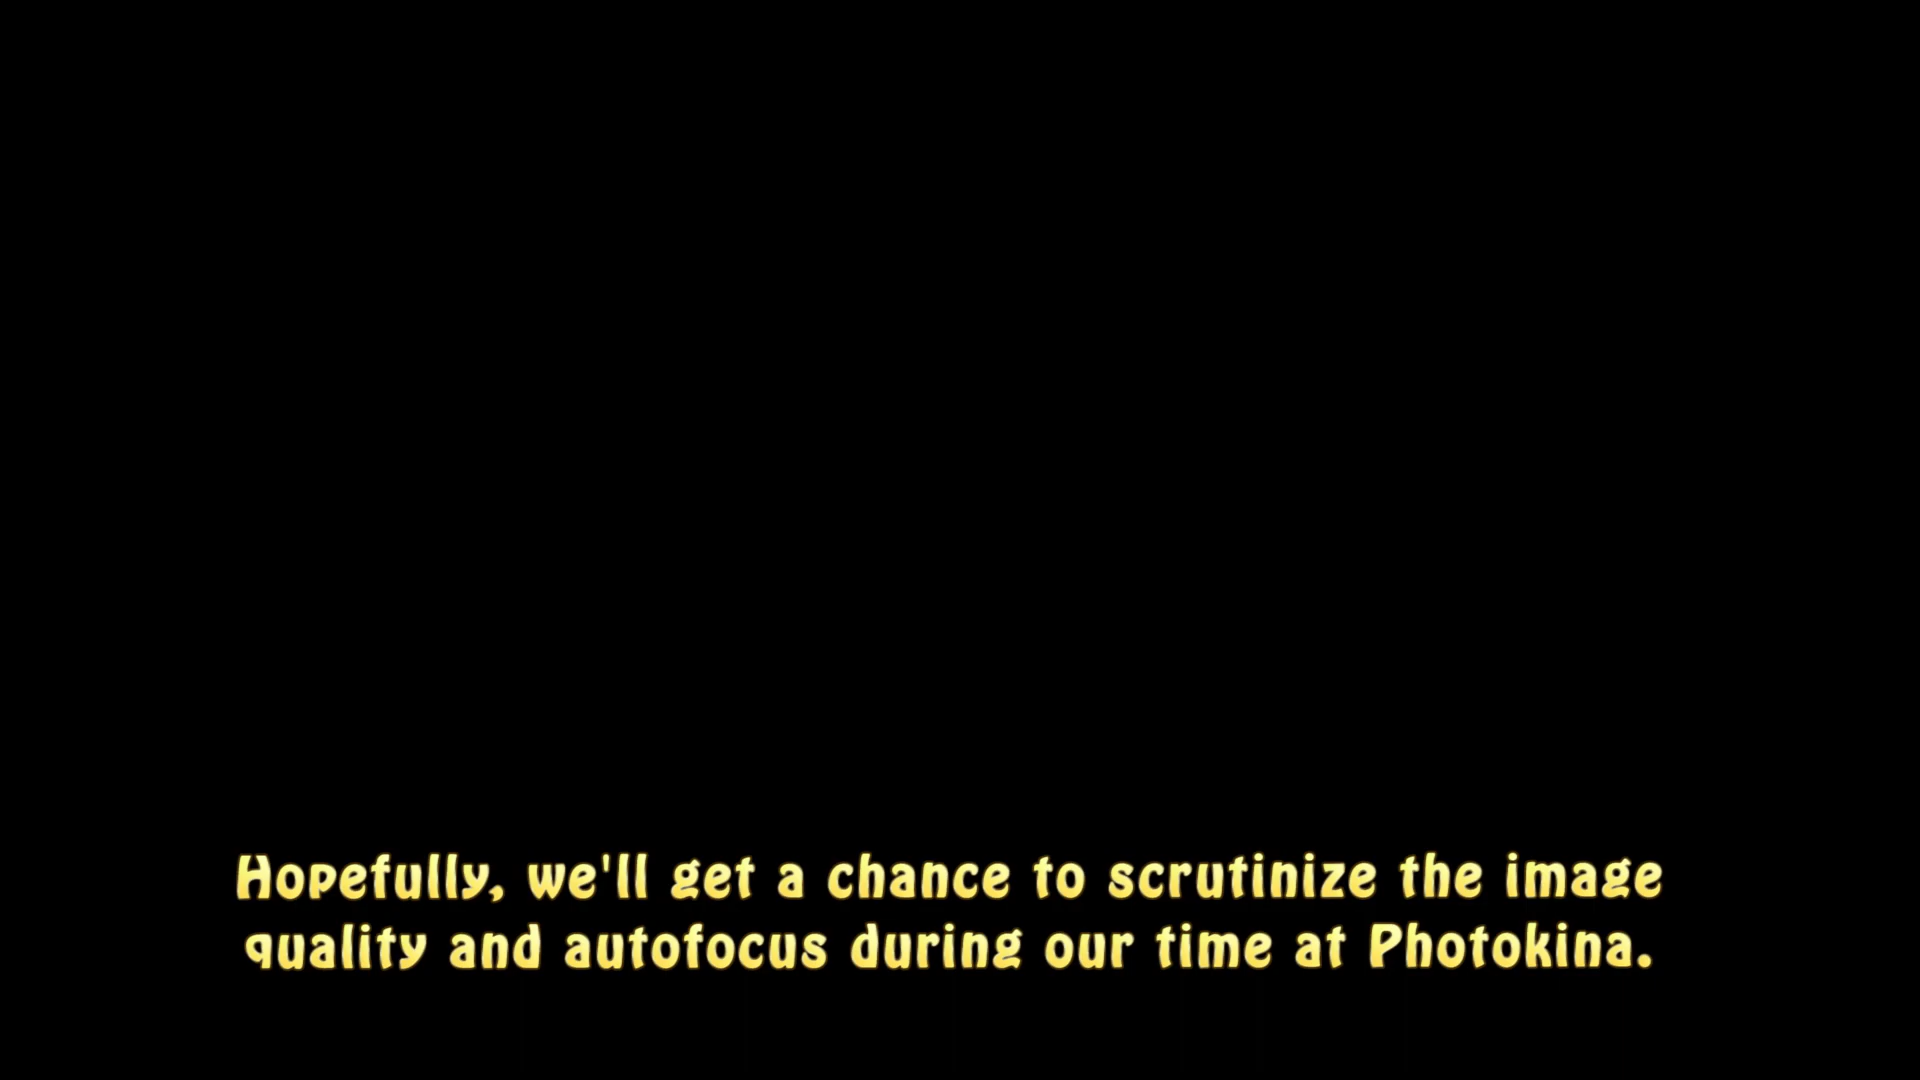 Hopefully, we'll get a chance to scrutinize the image
quality and autofocus during our time at Photokina.